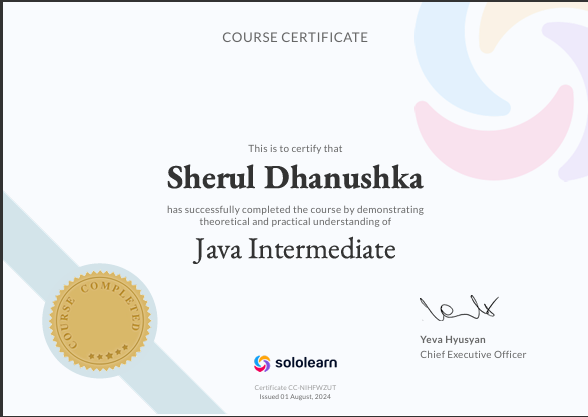 COURSE CERTIFICATE
This is to certify that
Sherul Dhanushka
has successfully completed the course by demonstrating
theoretical and practical understanding of
Java Intermediate
COURSE COMPLETED
Yeva Hyusyan
Chief Executive Officer
sololearn
Certificate CC-NIHFWZUT
Issued 01 August, 2024